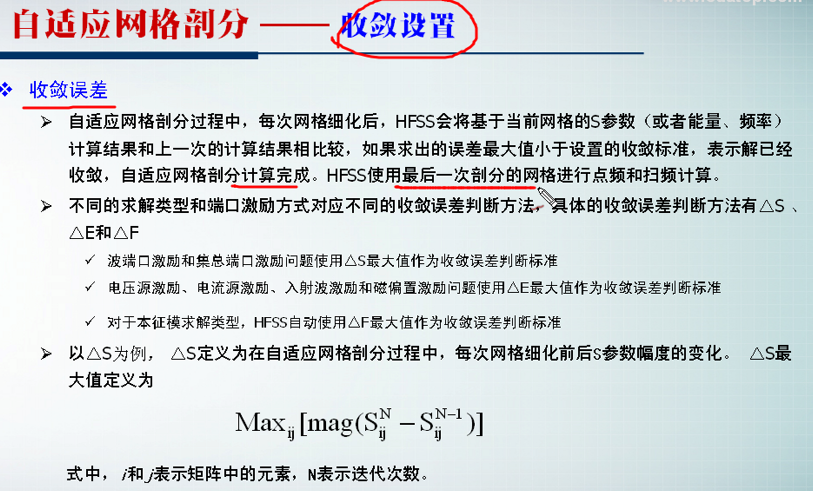 自适应网格剖分 —— 收敛设置
❖ 收敛误差
➢ 自适应网格剖分过程中，每次网格细化后，HFSS会将基于当前网格的S参数（或者能量、频率）
计算结果和上一次的计算结果相比较，如果求出的误差最大值小于设置的收敛标准，表示解已经
收敛，自适应网格剖分计算完成。HFSS使用最后一次剖分的网格进行点频和扫频计算。
➢ 不同的求解类型和端口激励方式对应不同的收敛误差判断方法，具体的收敛误差判断方法有△S 、
△E和△F
✓ 波端口激励和集总端口激励问题使用△S最大值作为收敛误差判断标准
✓ 电压源激励、电流源激励、入射波激励和磁偏置激励问题使用△E最大值作为收敛误差判断标准
✓ 对于本征模求解类型，HFSS自动使用△F最大值作为收敛误差判断标准
➢ 以△S为例， △S定义为在自适应网格剖分过程中，每次网格细化前后S参数幅度的变化。 △S最
大值定义为
Max_ij[mag(S_ij^N − S_ij^N−1)]
式中， i和j表示矩阵中的元素，N表示迭代次数。